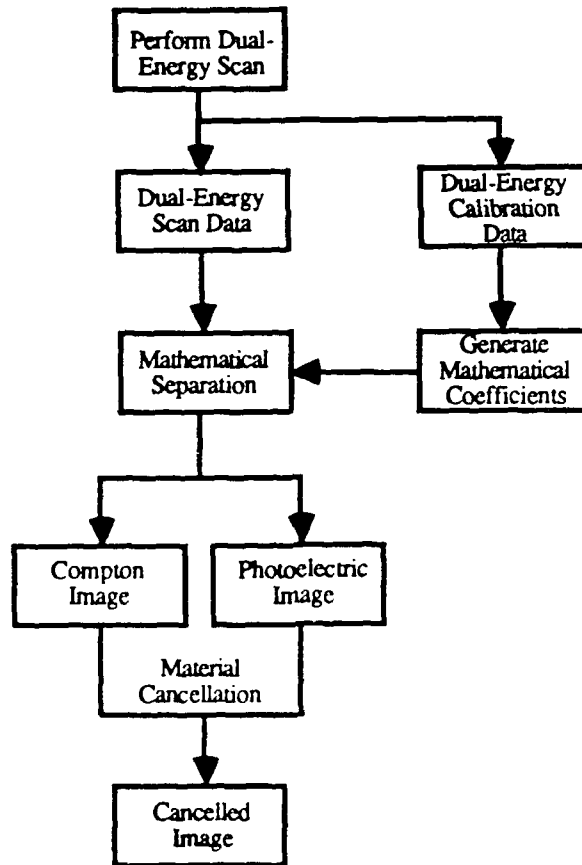 Perform Dual-
Energy Scan
Dual-Energy
Scan Data
Dual-Energy
Calibration
Data
Mathematical
Separation
Generate
Mathematical
Coefficients
Compton
Image
Photoelectric
Image
Material
Cancellation
Cancelled
Image